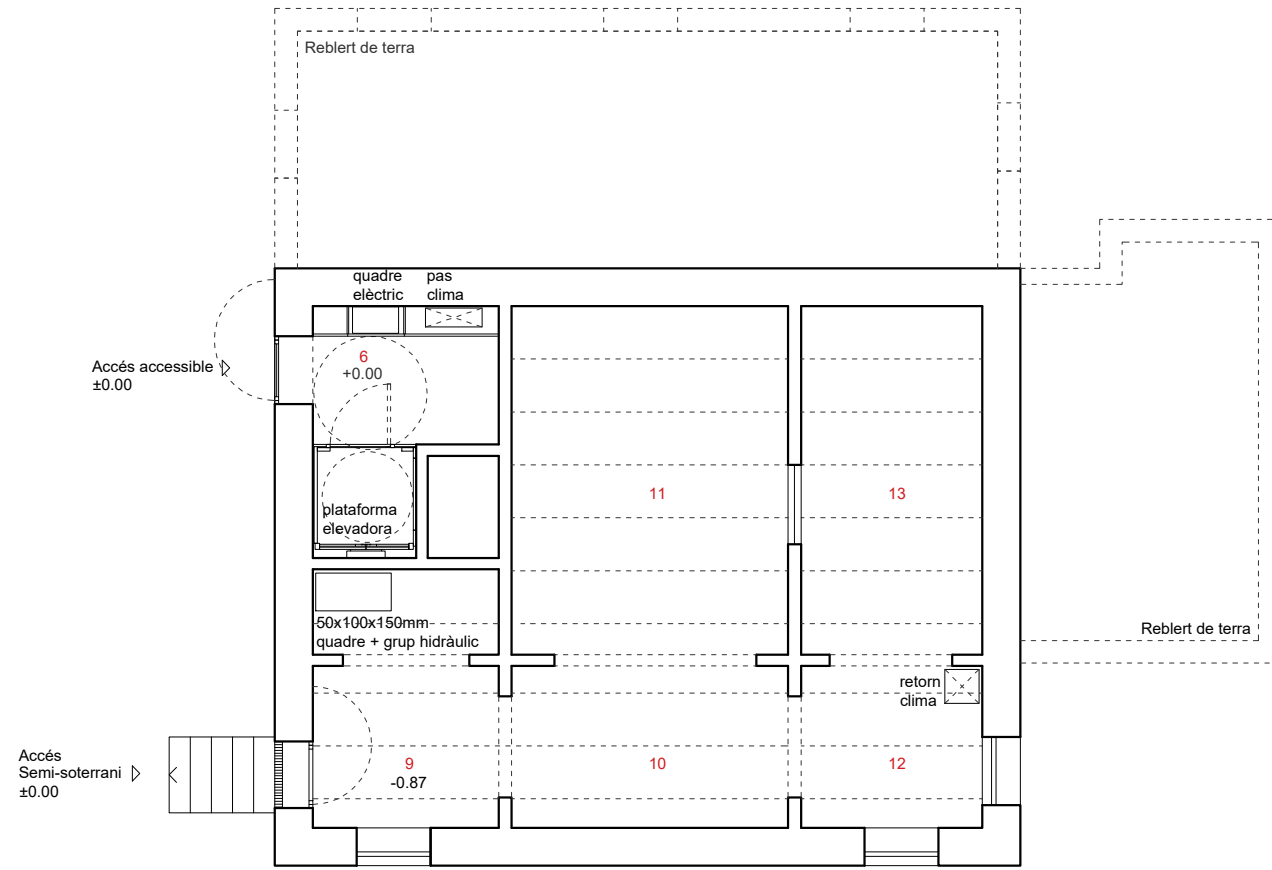 Reblert de terra
quadre
elèctric
pas
clima
6
+0.00
Accés accessible
±0.00
11
13
plataforma
elevadora
50x100x150mm
quadre + grup hidràulic
Reblert de terra
retorn
clima
Accés
Semi-soterrani
±0.00
9
-0.87
10
12